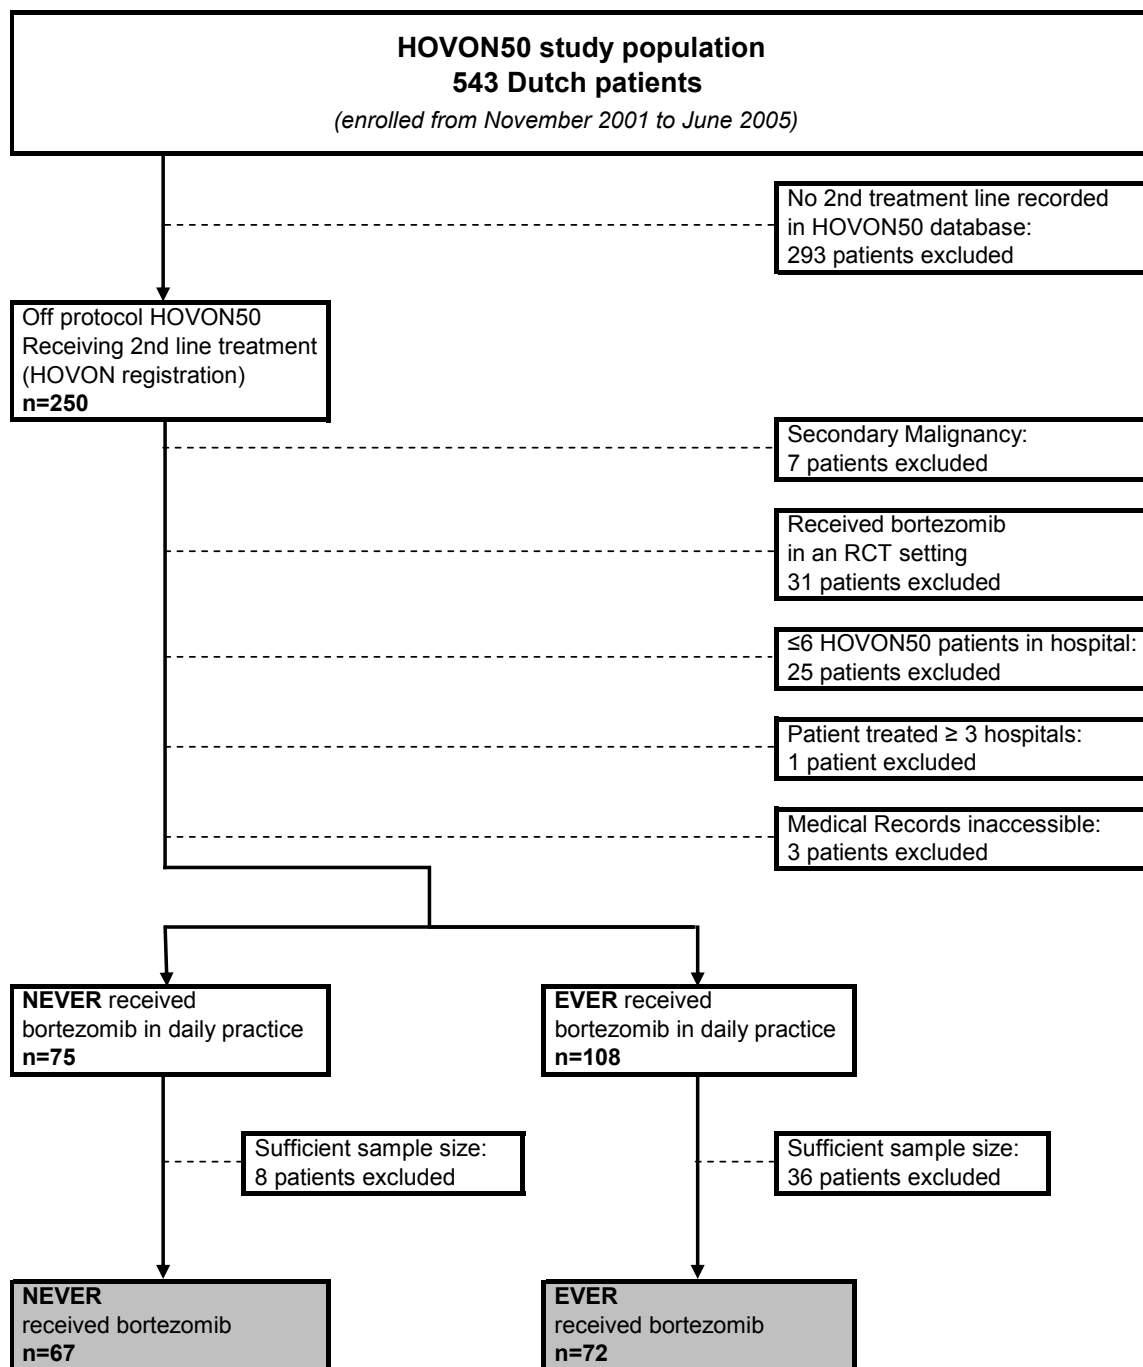 HOVON50 study population
543 Dutch patients
(enrolled from November 2001 to June 2005)
No 2nd treatment line recorded
in HOVON50 database:
293 patients excluded
Off protocol HOVON50
Receiving 2nd line treatment
(HOVON registration)
n=250
Secondary Malignancy:
7 patients excluded
Received bortezomib
in an RCT setting
31 patients excluded
≤6 HOVON50 patients in hospital:
25 patients excluded
Patient treated ≥ 3 hospitals:
1 patient excluded
Medical Records inaccessible:
3 patients excluded
NEVER received
bortezomib in daily practice
n=75
EVER received
bortezomib in daily practice
n=108
Sufficient sample size:
8 patients excluded
Sufficient sample size:
36 patients excluded
NEVER
received bortezomib
n=67
EVER
received bortezomib
n=72